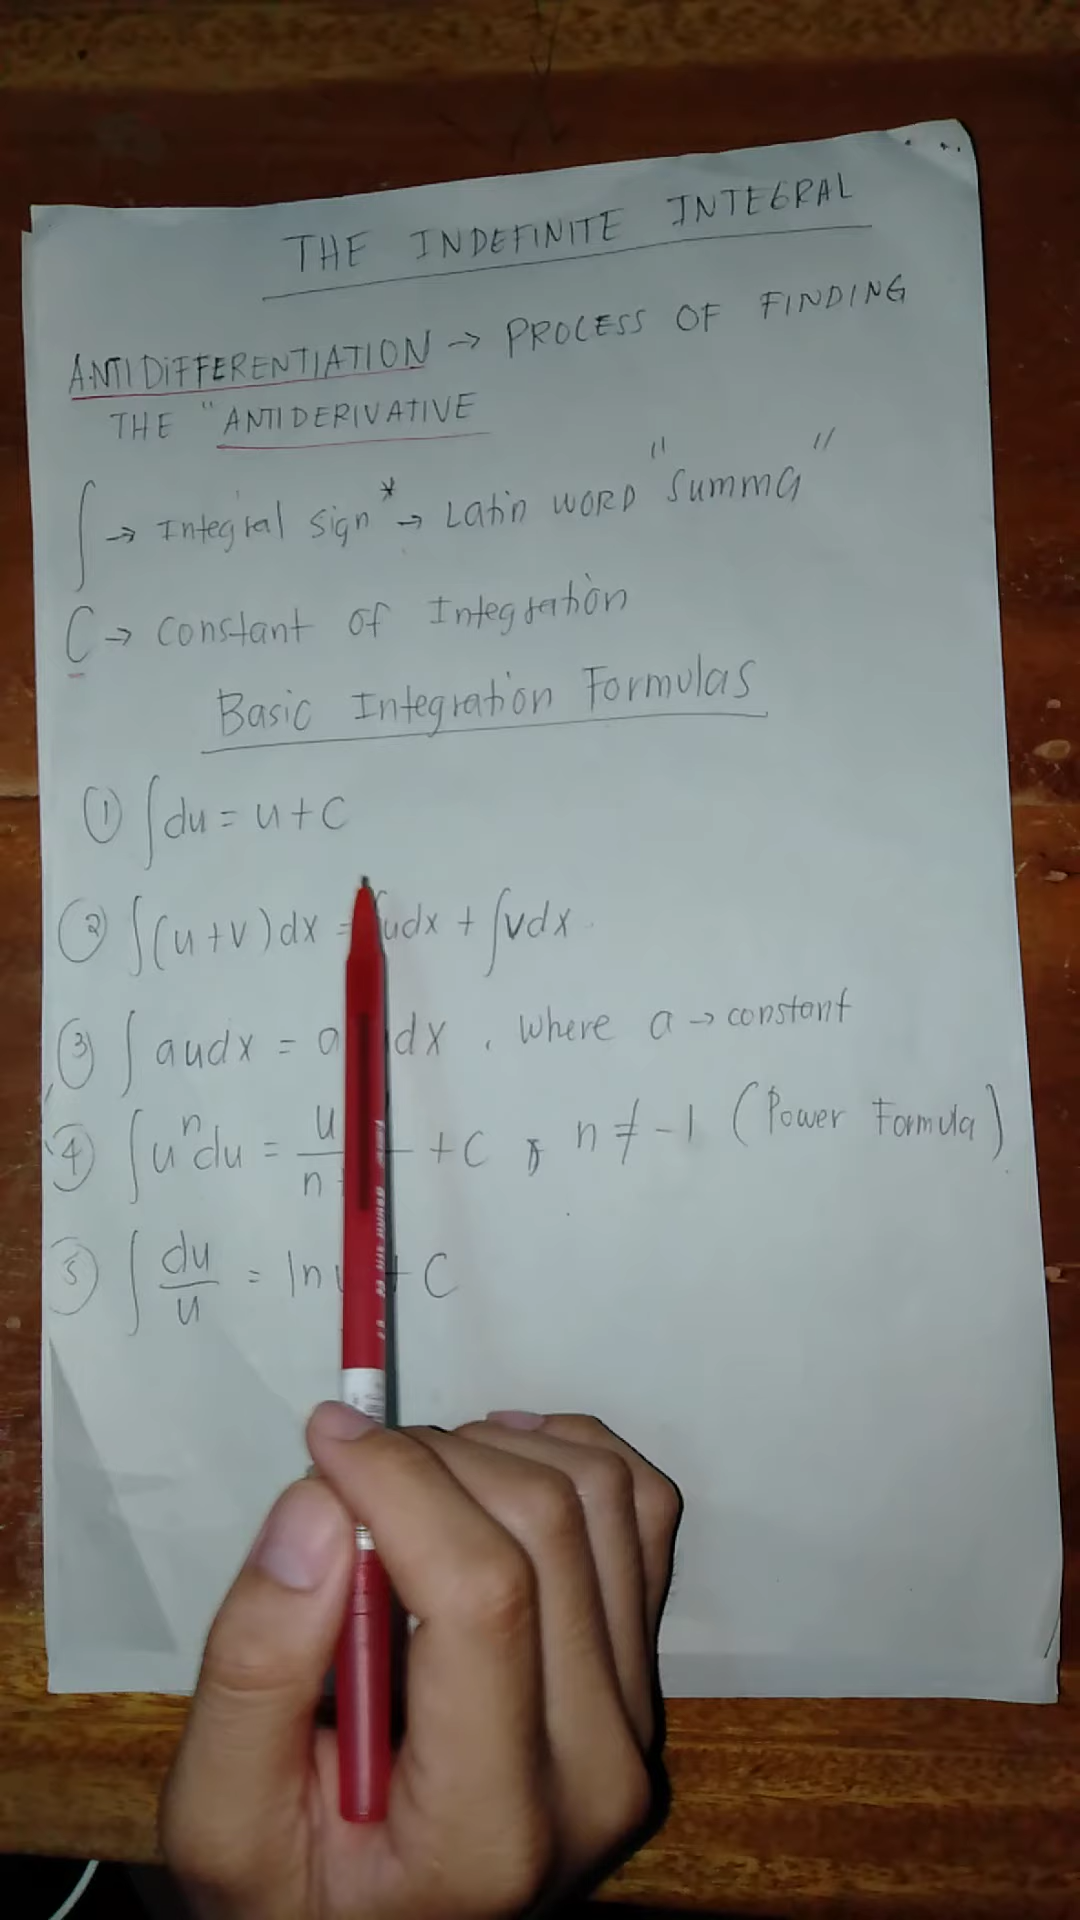 THE INDEFINITE INTEGRAL
ANTIDIFFERENTIATION → PROCESS OF FINDING
THE "ANTIDERIVATIVE
∫ → Integral sign* → Latin WORD "summa"
C → constant of Integration
Basic Integration Formulas
① ∫du = u + C
② ∫(u + v)dx = ∫udx + ∫vdx
③ ∫audx = a dx, where a → constant
④ ∫uⁿdu = u/n + C, n ≠ -1 (Power Formula)
⑤ ∫du/u = ln + C